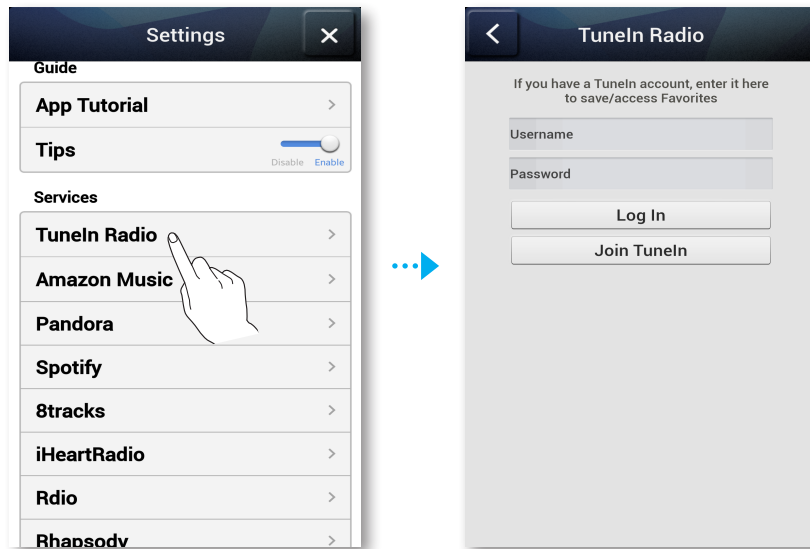 Settings
Guide
App Tutorial
Tips
Disable Enable
Services
TuneIn Radio
Amazon Music
Pandora
Spotify
8tracks
iHeartRadio
Rdio
Rhapsody
TuneIn Radio
If you have a TuneIn account, enter it here
to save/access Favorites
Username
Password
Log In
Join TuneIn